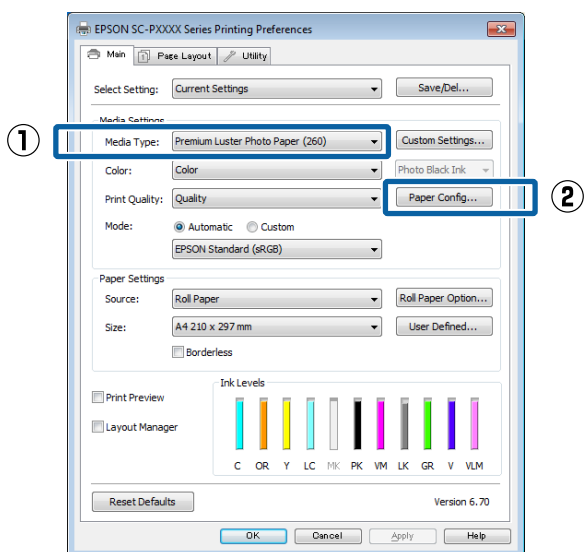 EPSON SC-PXXXX Series Printing Preferences
Main Page Layout Utility
Select Setting: Current Settings Save/Del...
Media Settings
① Media Type: Premium Luster Photo Paper (260) Custom Settings...
Color: Color Photo Black Ink
Print Quality: Quality Paper Config... ②
Mode: Automatic Custom
EPSON Standard (sRGB)
Paper Settings
Source: Roll Paper Roll Paper Option...
Size: A4 210 x 297 mm User Defined...
Borderless
Ink Levels
Print Preview
Layout Manager
C OR Y LC MK PK VM LK GR V VLM
Reset Defaults Version 6.70
OK Cancel Apply Help